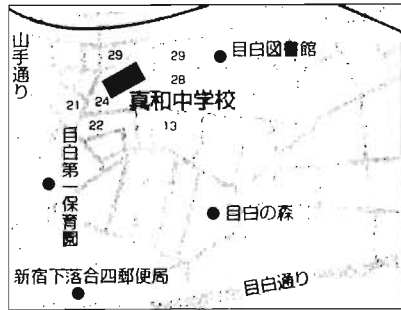 山手通り
29
29
目白図書館
28
21
24
真和中学校
22
13
目白第一保育園
目白の森
新宿下落合四郵便局
目白通り